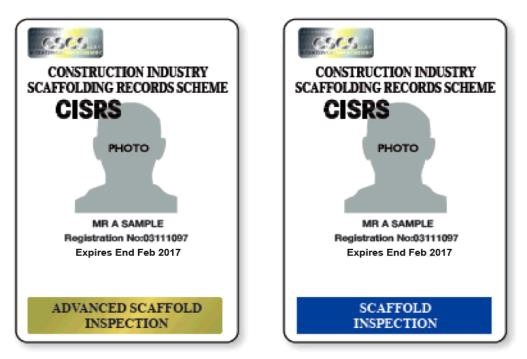 CSCS
CONSTRUCTION INDUSTRY
SCAFFOLDING RECORDS SCHEME
CISRS
PHOTO
MR A SAMPLE
Registration No:03111097
Expires End Feb 2017
ADVANCED SCAFFOLD
INSPECTION
CSCS
CONSTRUCTION INDUSTRY
SCAFFOLDING RECORDS SCHEME
CISRS
PHOTO
MR A SAMPLE
Registration No:03111097
Expires End Feb 2017
SCAFFOLD
INSPECTION